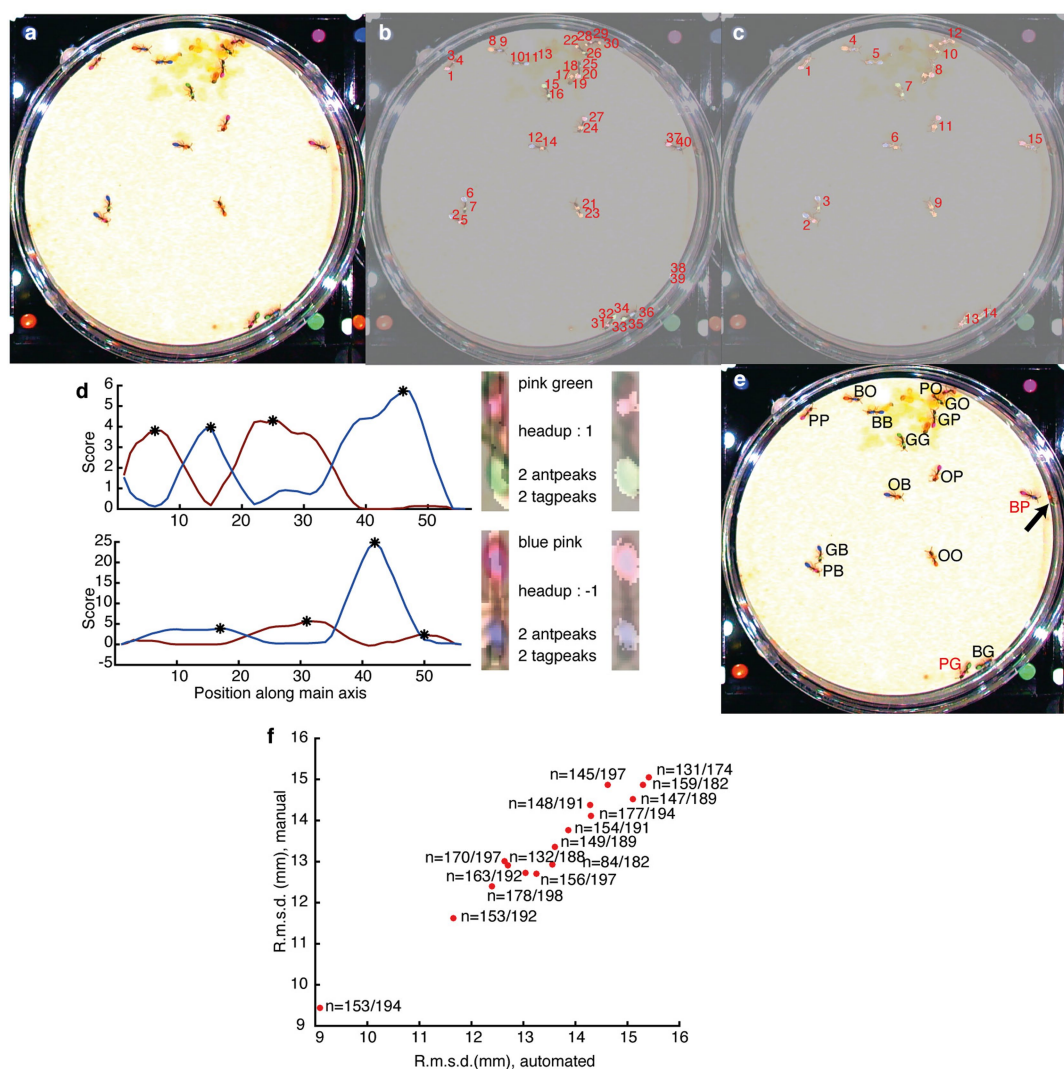 a
b
c
3 4
1
8 9
10 11 13
22 28 29
30
26
18 25
17 20
19
15
16
27
24
12 14
37
40
6
7
2 5
21
23
38
39
34
32 36
31 33 35
4
12
5
10
1
8
7
11
6
15
3
2
9
13 14
d
6
5
4
3
2
1
0
Score
10 20 30 40 50
pink green
headup : 1
2 antpeaks
2 tagpeaks
25
20
15
10
5
0
-5
Score
10 20 30 40 50
Position along main axis
blue pink
headup : -1
2 antpeaks
2 tagpeaks
e
PO
BO
GO
PP
BB
GP
GG
OP
OB
BP
GB
PB
OO
BG
PG
f
16
15
14
13
12
11
10
9
R.m.s.d. (mm), manual
n=131/174
n=145/197
n=159/182
n=147/189
n=148/191
n=177/194
n=154/191
n=149/189
n=170/197
n=132/188
n=84/182
n=163/192
n=156/197
n=178/198
n=153/192
n=153/194
9 10 11 12 13 14 15 16
R.m.s.d.(mm), automated